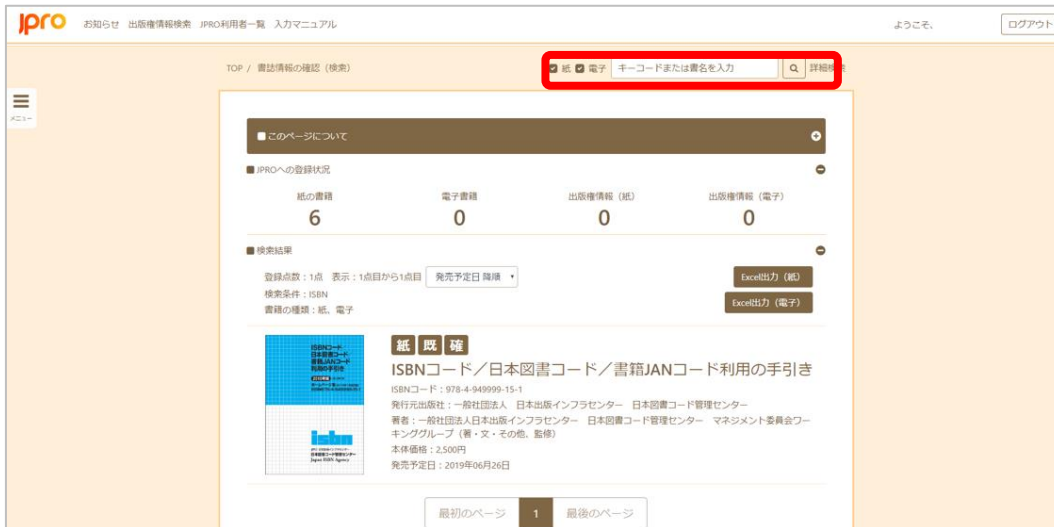 JPRO お知らせ 出版権情報検索 JPRO利用者一覧 入力マニュアル ようこそ、 ログアウト
TOP / 書誌情報の確認（検索） 紙 電子 キーコードまたは書名を入力 詳細検索
メニュー
このページについて
JPROへの登録状況
紙の書籍 電子書籍 出版権情報（紙） 出版権情報（電子）
6 0 0 0
検索結果
登録点数：1点 表示：1点目から1点目 発売予定日 降順 Excel出力（紙）
検索条件：ISBN
書籍の種類：紙、電子 Excel出力（電子）
ISBNコード
日本図書コード
書籍JANコード
利用の手引き
isbn
日本図書コード管理センター
Japan ISBN Agency
紙 既 確
ISBNコード／日本図書コード／書籍JANコード利用の手引き
ISBNコード：978-4-949999-15-1
発行元出版社：一般社団法人 日本出版インフラセンター 日本図書コード管理センター
著者：一般社団法人日本出版インフラセンター 日本図書コード管理センター マネジメント委員会ワー
キンググループ（著・文・その他、監修）
本体価格：2,500円
発売予定日：2019年06月26日
最初のページ 1 最後のページ